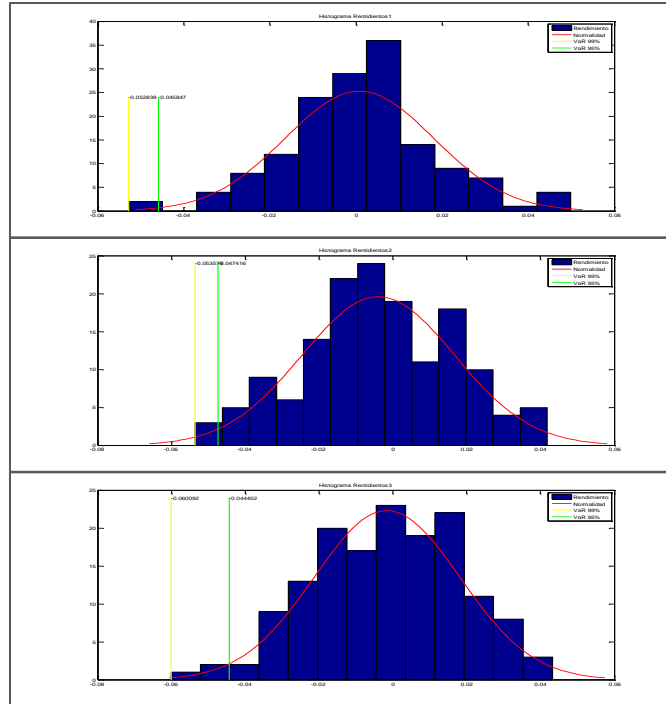 Histograma Rentidientos1
40
35
30
25
20
15
10
5
0
-0.052838 -0.045847
Rendimiento
Normalidad
VaR 99%
VaR 95%
-0.06 -0.04 -0.02 0 0.02 0.04 0.06
Histograma Rentidientos2
25
20
15
10
5
0
-0.053576 -0.047416
Rendimiento
Normalidad
VaR 99%
VaR 95%
-0.08 -0.06 -0.04 -0.02 0 0.02 0.04 0.06
Histograma Rentidientos3
25
20
15
10
5
0
-0.060092 -0.044402
Rendimiento
Normalidad
VaR 99%
VaR 95%
-0.08 -0.06 -0.04 -0.02 0 0.02 0.04 0.06